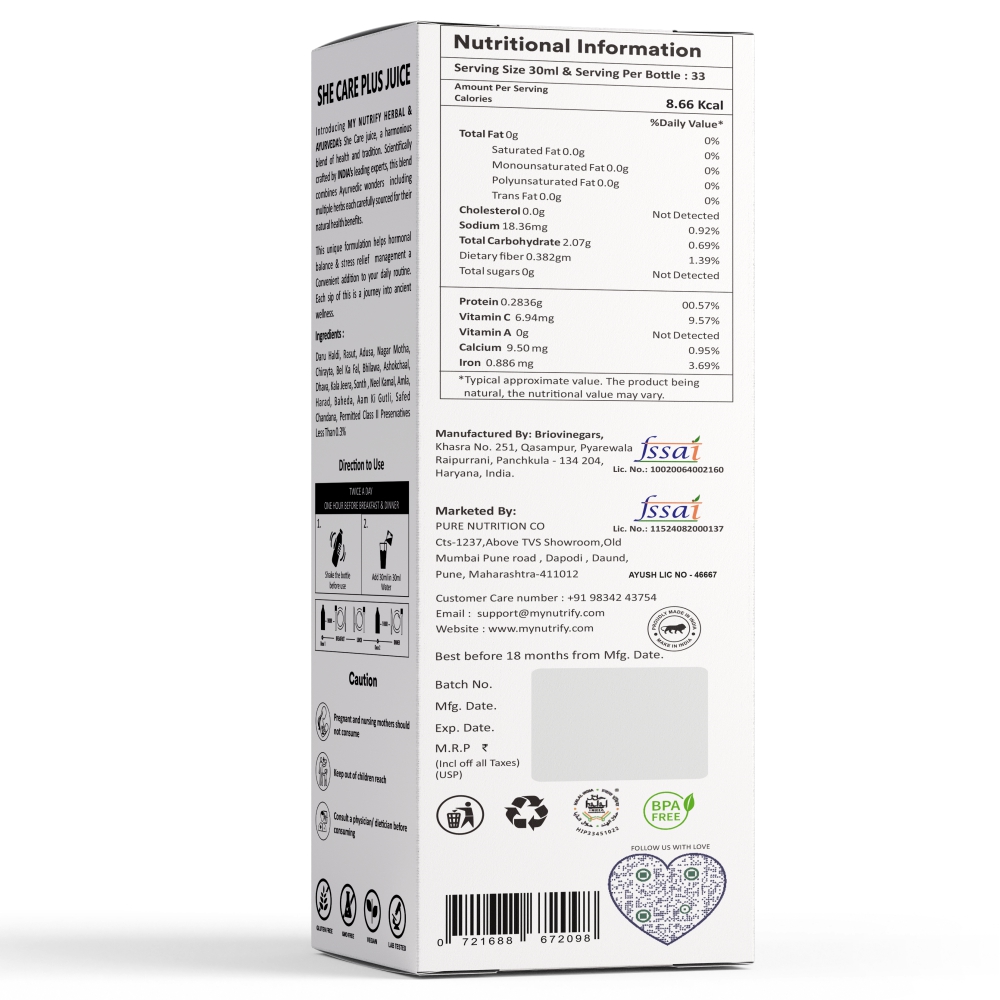 SHE CARE PLUS JUICE
Introducing MY NUTRIFY HERBAL &
AYURVEDA's She Care juice, a harmonious
blend of health and tradition. Scientifically
crafted by INDIA's leading experts, this blend
combines Ayurvedic wonders including
multiple herbs each carefully sourced for their
natural health benefits.
This unique formulation helps hormonal
balance & stress relief management a
Convenient addition to your daily routine.
Each sip of this is a journey into ancient
wellness.
Ingredients :
Daru Haldi, Rasut, Adusa, Nagar Motha,
Chirayta, Bel Ka Fal, Bhilawa, Ashokchaal,
Dhava, Kala Jeera, Sonth , Neel Kamal, Amla,
Harad, Baheda, Aam Ki Gutli, Safed
Chandana, Permitted Class II Preservatives
Less Than 0.3%
Direction to Use
TWICE A DAY
ONE HOUR BEFORE BREAKFAST & DINNER
1.
Shake the bottle
before use
2.
Add 30ml in 30ml
Water
BREAKFAST
LUNCH
DINNER
Caution
Pregnant and nursing mothers should
not consume
Keep out of children reach
Consult a physician/ dietician before
consuming
GLUTEN FREE
GMO FREE
VEGAN
LAB TESTED
Nutritional Information
Serving Size 30ml & Serving Per Bottle : 33
Amount Per Serving
Calories 8.66 Kcal
%Daily Value*
Total Fat 0g 0%
Saturated Fat 0.0g 0%
Monounsaturated Fat 0.0g 0%
Polyunsaturated Fat 0.0g 0%
Trans Fat 0.0g 0%
Cholesterol 0.0g Not Detected
Sodium 18.36mg 0.92%
Total Carbohydrate 2.07g 0.69%
Dietary fiber 0.382gm 1.39%
Total sugars 0g Not Detected
Protein 0.2836g 00.57%
Vitamin C 6.94mg 9.57%
Vitamin A 0g Not Detected
Calcium 9.50 mg 0.95%
Iron 0.886 mg 3.69%
*Typical approximate value. The product being
natural, the nutritional value may vary.
Manufactured By: Briovinegars,
Khasra No. 251, Qasampur, Pyarewala
Raipurrani, Panchkula - 134 204,
Haryana, India.
fssai
Lic. No.: 10020064002160
Marketed By:
PURE NUTRITION CO
Cts-1237,Above TVS Showroom,Old
Mumbai Pune road , Dapodi , Daund,
Pune, Maharashtra-411012
fssai
Lic. No.: 11524082000137
AYUSH LIC NO - 46667
Customer Care number : +91 98342 43754
Email : support@mynutrify.com
Website : www.mynutrify.com
PROUDLY MADE IN INDIA
MAKE IN INDIA
Best before 18 months from Mfg. Date.
Batch No.
Mfg. Date.
Exp. Date.
M.R.P ₹
(Incl off all Taxes)
(USP)
HALAL INDIA
HIP23451022
BPA
FREE
FOLLOW US WITH LOVE
0 721688 672098